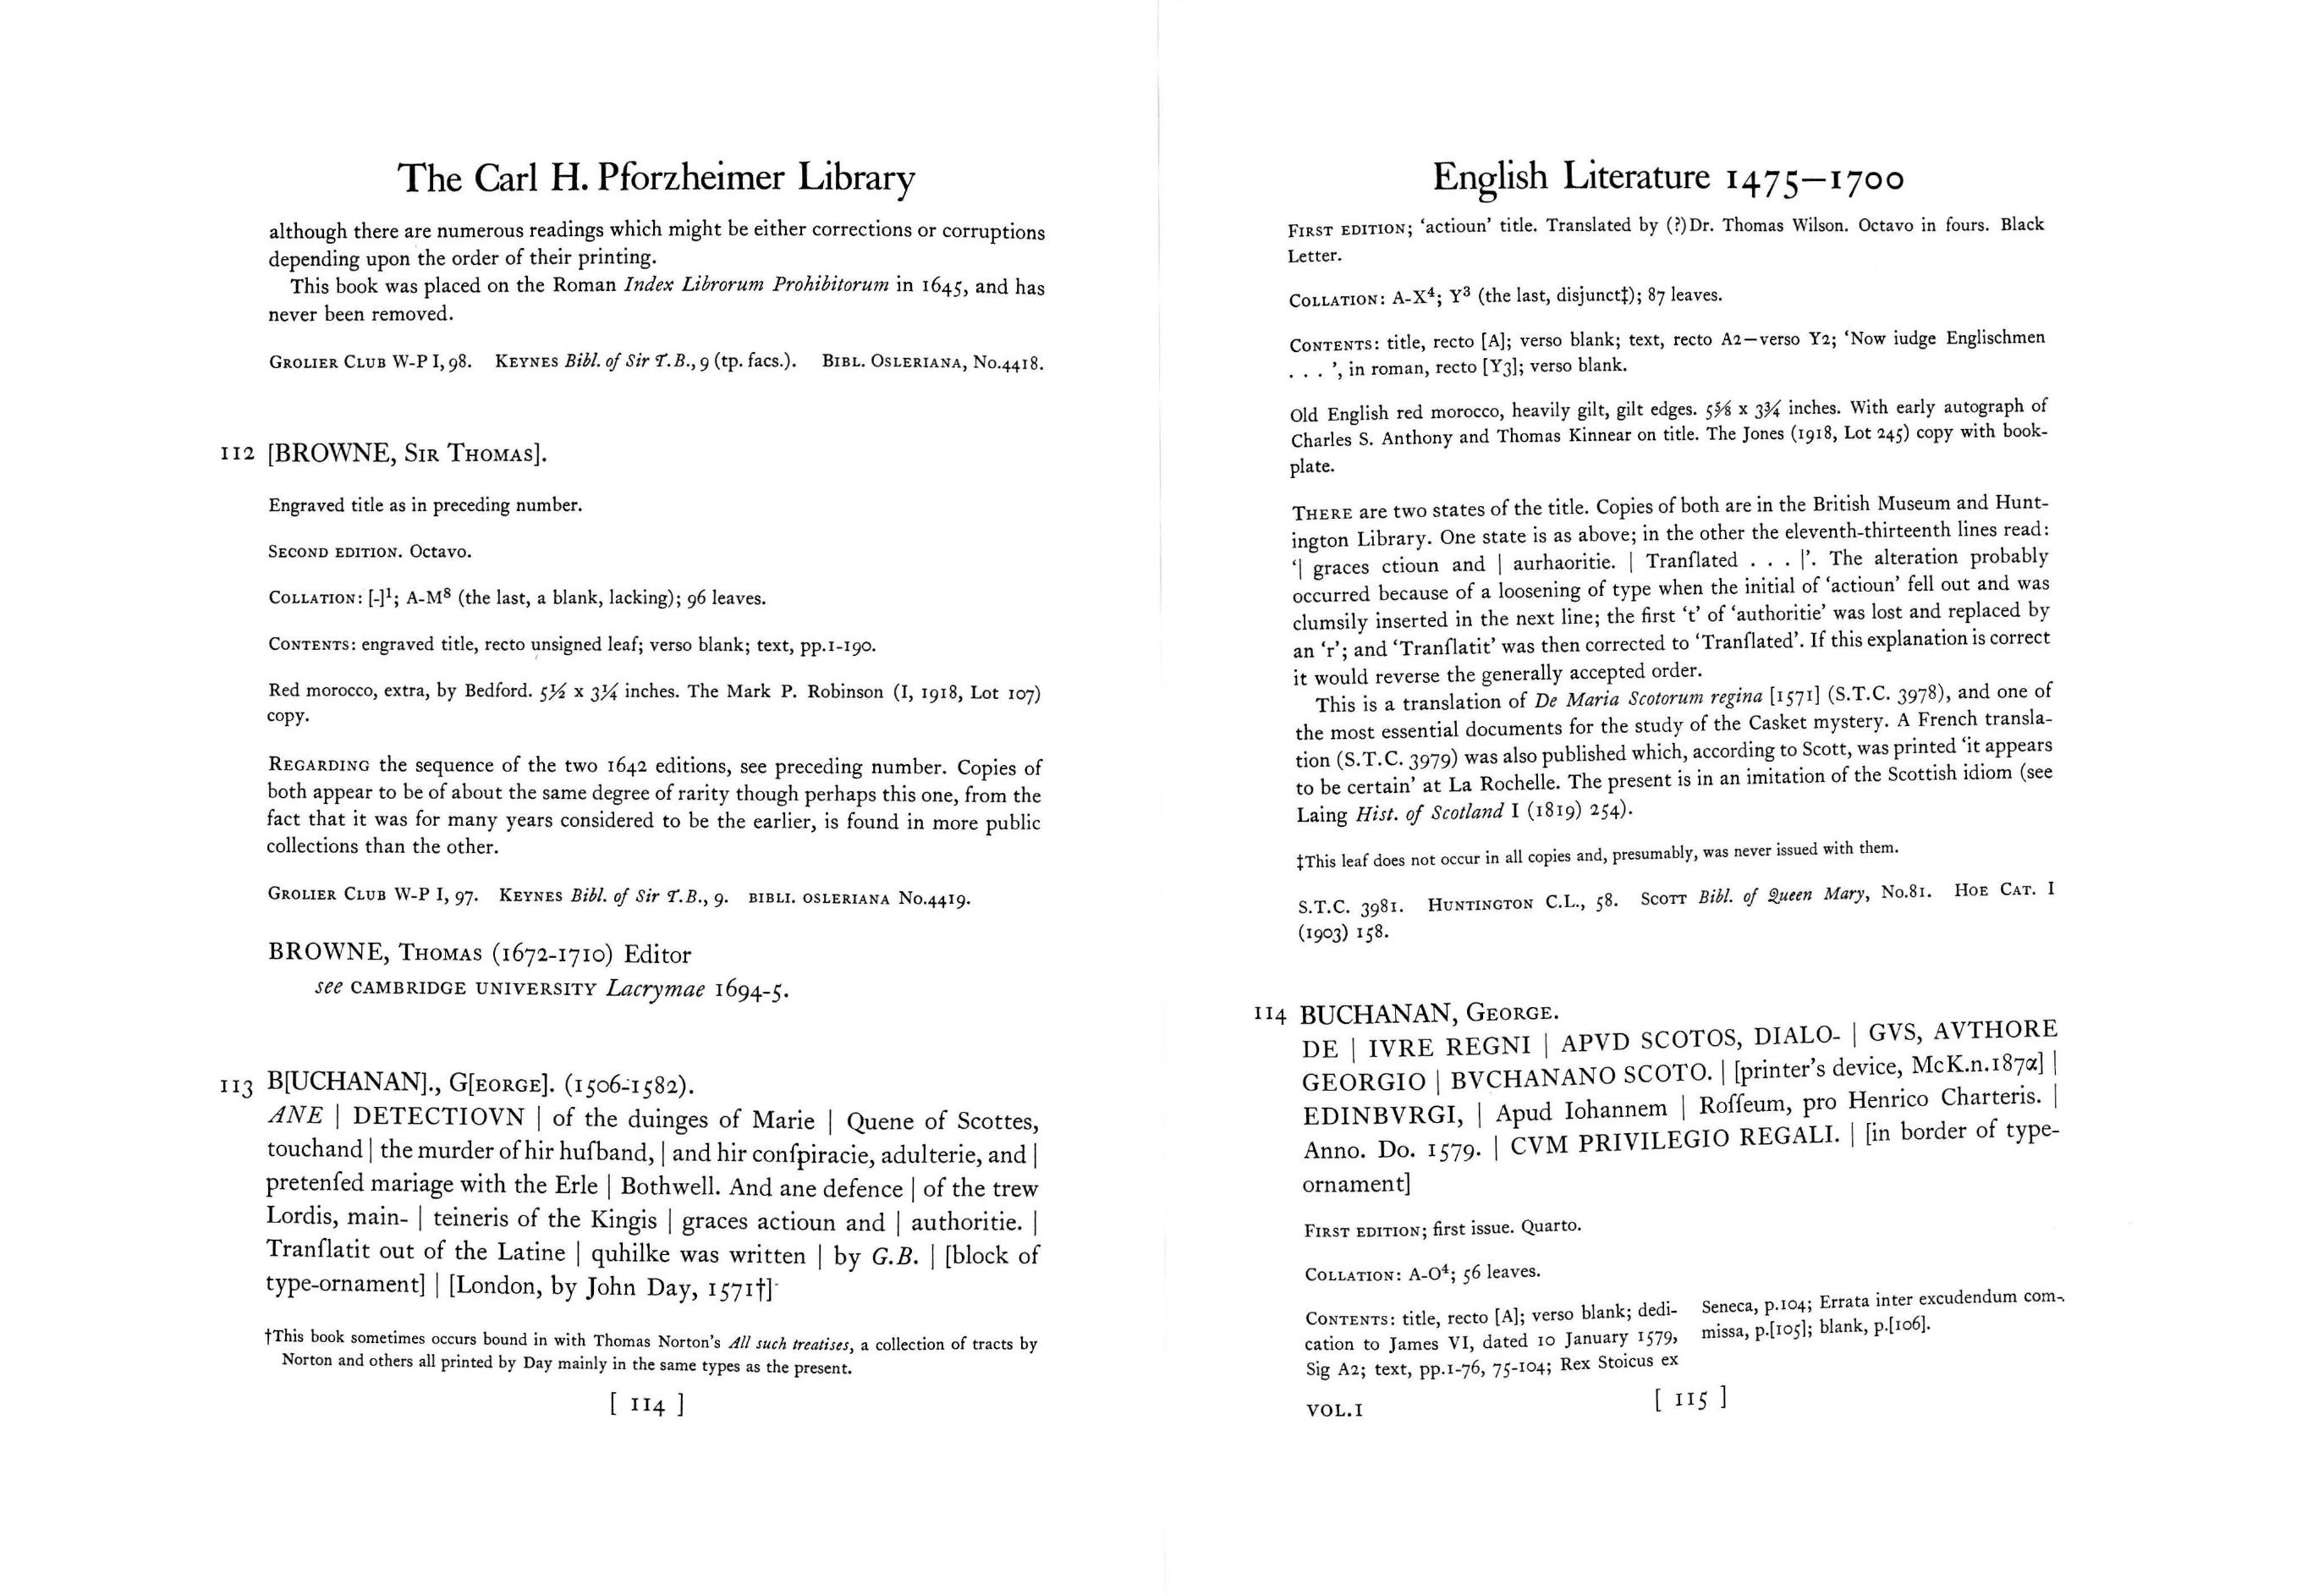 The Carl H. Pforzheimer Library
although there are numerous readings which might be either corrections or corruptions
depending upon the order of their printing.
This book was placed on the Roman Index Librorum Prohibitorum in 1645, and has
never been removed.
GROLIER CLUB W-P I, 98. KEYNES Bibl. of Sir T.B., 9 (tp. facs.). BIBL. OSLERIANA, No.4418.
112 [BROWNE, SIR THOMAS].
Engraved title as in preceding number.
SECOND EDITION. Octavo.
COLLATION: [-]¹; A-M⁸ (the last, a blank, lacking); 96 leaves.
CONTENTS: engraved title, recto unsigned leaf; verso blank; text, pp.1-190.
Red morocco, extra, by Bedford. 5½ x 3¼ inches. The Mark P. Robinson (I, 1918, Lot 107)
copy.
REGARDING the sequence of the two 1642 editions, see preceding number. Copies of
both appear to be of about the same degree of rarity though perhaps this one, from the
fact that it was for many years considered to be the earlier, is found in more public
collections than the other.
GROLIER CLUB W-P I, 97. KEYNES Bibl. of Sir T.B., 9. BIBLI. OSLERIANA No.4419.
BROWNE, THOMAS (1672-1710) Editor
see CAMBRIDGE UNIVERSITY Lacrymae 1694-5.
113 B[UCHANAN]., G[EORGE]. (1506-1582).
ANE | DETECTIOVN | of the duinges of Marie | Quene of Scottes,
touchand | the murder of hir huſband, | and hir conſpiracie, adulterie, and |
pretenſed mariage with the Erle | Bothwell. And ane defence | of the trew
Lordis, main- | teineris of the Kingis | graces actioun and | authoritie. |
Tranſlatit out of the Latine | quhilke was written | by G.B. | [block of
type-ornament] | [London, by John Day, 1571†]
†This book sometimes occurs bound in with Thomas Norton's All such treatises, a collection of tracts by
Norton and others all printed by Day mainly in the same types as the present.
[ 114 ]
English Literature 1475–1700
FIRST EDITION; 'actioun' title. Translated by (?)Dr. Thomas Wilson. Octavo in fours. Black
Letter.
COLLATION: A-X⁴; Y³ (the last, disjunct‡); 87 leaves.
CONTENTS: title, recto [A]; verso blank; text, recto A2–verso Y2; 'Now iudge Englischmen
. . . ', in roman, recto [Y3]; verso blank.
Old English red morocco, heavily gilt, gilt edges. 5⅝ x 3¾ inches. With early autograph of
Charles S. Anthony and Thomas Kinnear on title. The Jones (1918, Lot 245) copy with book-
plate.
THERE are two states of the title. Copies of both are in the British Museum and Hunt-
ington Library. One state is as above; in the other the eleventh-thirteenth lines read:
'| graces ctioun and | aurhaoritie. | Tranſlated . . . |'. The alteration probably
occurred because of a loosening of type when the initial of 'actioun' fell out and was
clumsily inserted in the next line; the first 't' of 'authoritie' was lost and replaced by
an 'r'; and 'Tranſlatit' was then corrected to 'Tranſlated'. If this explanation is correct
it would reverse the generally accepted order.
This is a translation of De Maria Scotorum regina [1571] (S.T.C. 3978), and one of
the most essential documents for the study of the Casket mystery. A French transla-
tion (S.T.C. 3979) was also published which, according to Scott, was printed 'it appears
to be certain' at La Rochelle. The present is in an imitation of the Scottish idiom (see
Laing Hist. of Scotland I (1819) 254).
‡This leaf does not occur in all copies and, presumably, was never issued with them.
S.T.C. 3981. HUNTINGTON C.L., 58. SCOTT Bibl. of Queen Mary, No.81. HOE CAT. I
(1903) 158.
114 BUCHANAN, GEORGE.
DE | IVRE REGNI | APVD SCOTOS, DIALO- | GVS, AVTHORE
GEORGIO | BVCHANANO SCOTO. | [printer's device, McK.n.187α] |
EDINBVRGI, | Apud Iohannem | Roſſeum, pro Henrico Charteris. |
Anno. Do. 1579. | CVM PRIVILEGIO REGALI. | [in border of type-
ornament]
FIRST EDITION; first issue. Quarto.
COLLATION: A-O⁴; 56 leaves.
CONTENTS: title, recto [A]; verso blank; dedi-
cation to James VI, dated 10 January 1579,
Sig A2; text, pp.1-76, 75-104; Rex Stoicus ex
Seneca, p.104; Errata inter excudendum com-
missa, p.[105]; blank, p.[106].
VOL.I
[ 115 ]